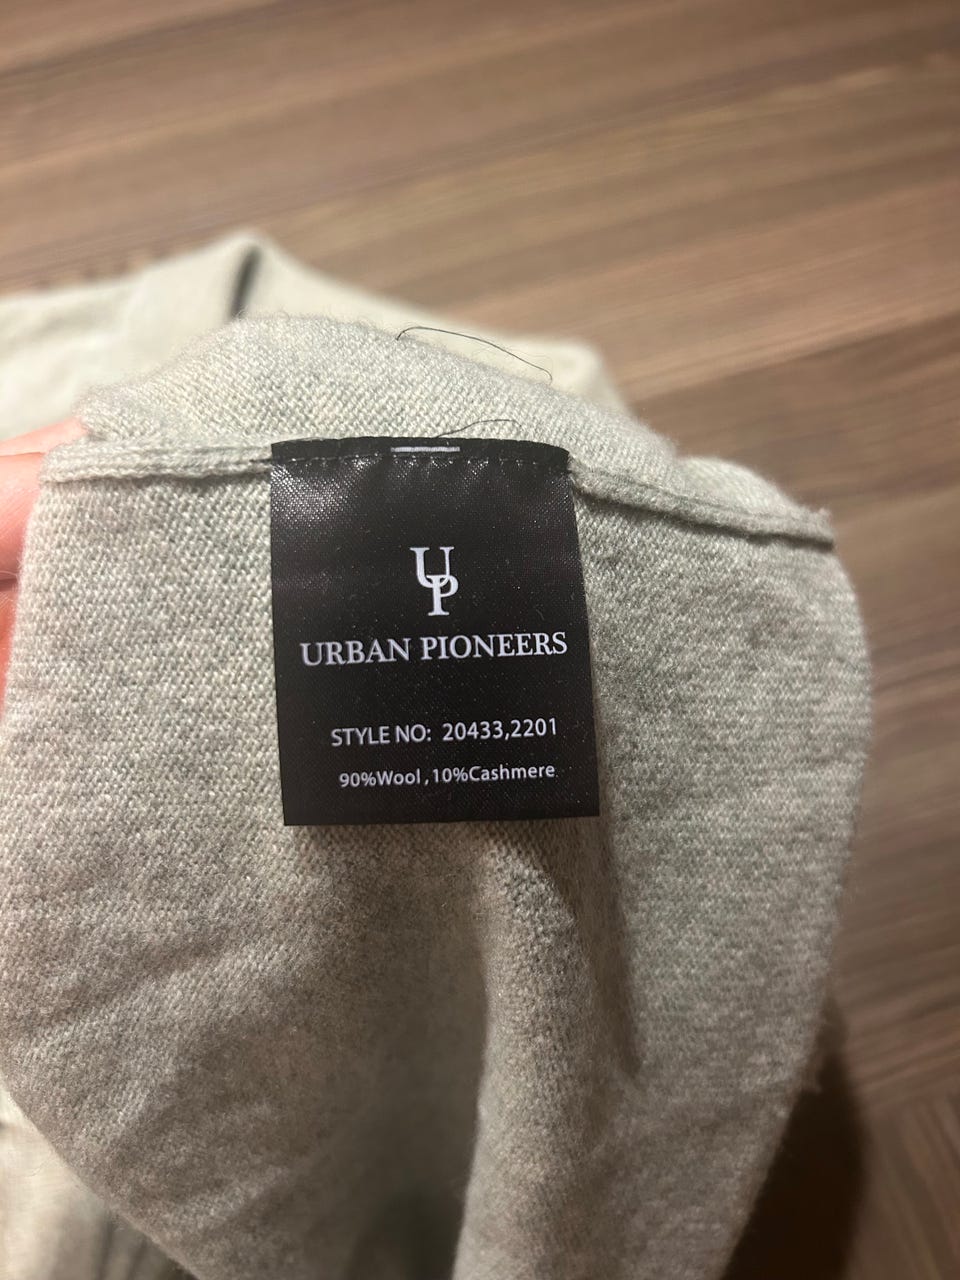 UP
URBAN PIONEERS
STYLE NO: 20433,2201
90%Wool,10%Cashmere